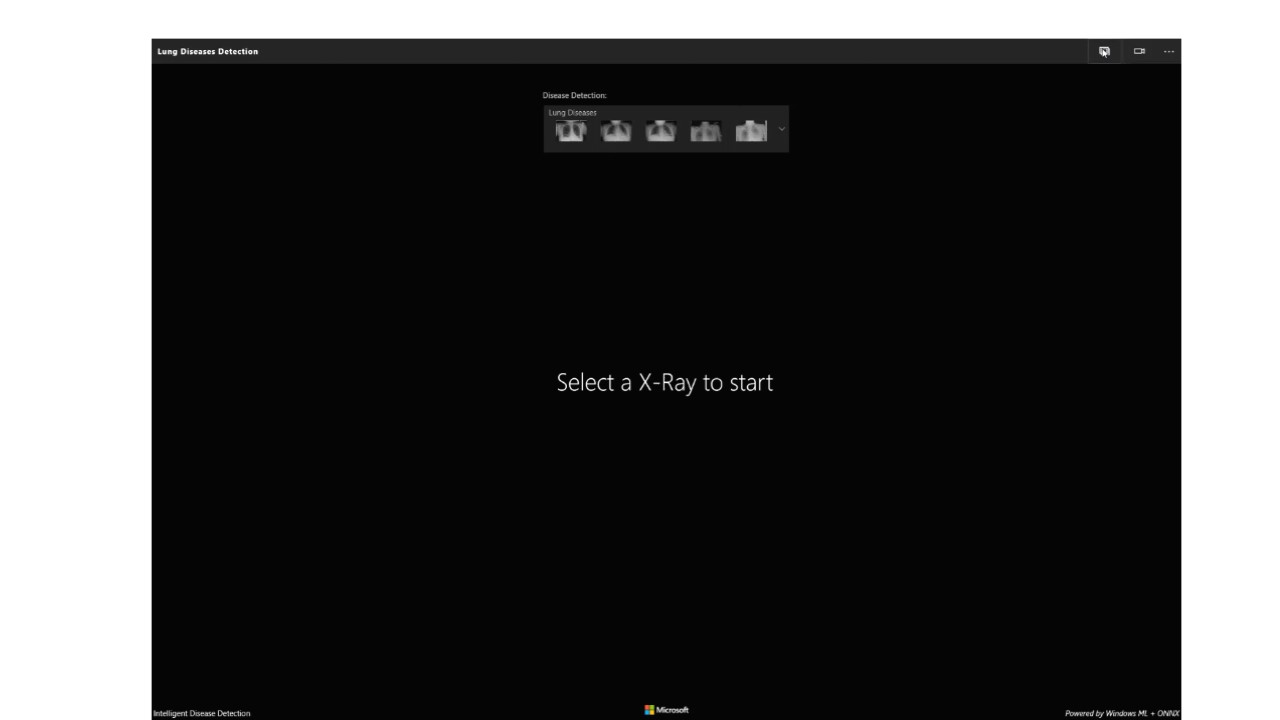 Lung Diseases Detection
Disease Detection:
Lung Diseases
Select a X-Ray to start
Intelligent Disease Detection
Microsoft
Powered by Windows ML + ONNX